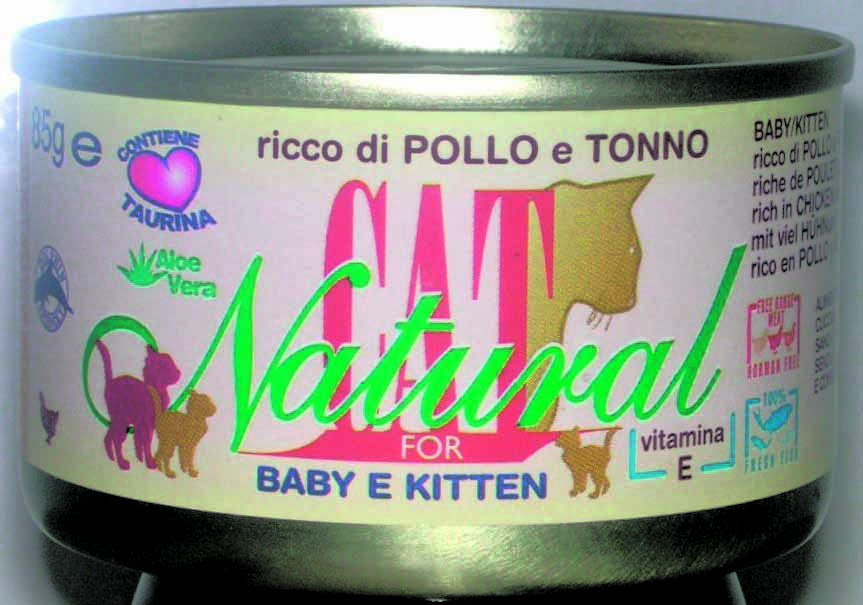 85g e
CONTIENE
TAURINA
Aloe
Vera
ricco di POLLO e TONNO
CAT
Natural
FOR
BABY E KITTEN
vitamina
E
BABY/KITTEN
ricco di POLLO
riche de POULET
rich in CHICKEN
mit viel HÜHN
rico en POLLO
FREE RANGE
MEAT
HORMON FREE
100%
FRESH FISH